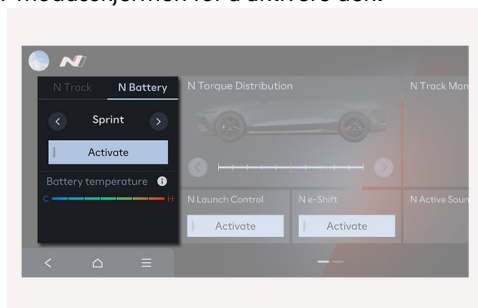 N Track N Battery
Sprint
Activate
Battery temperature
C H
N Torque Distribution
N Track Man
N Launch Control
Activate
N e-Shift
Activate
N Active Soun